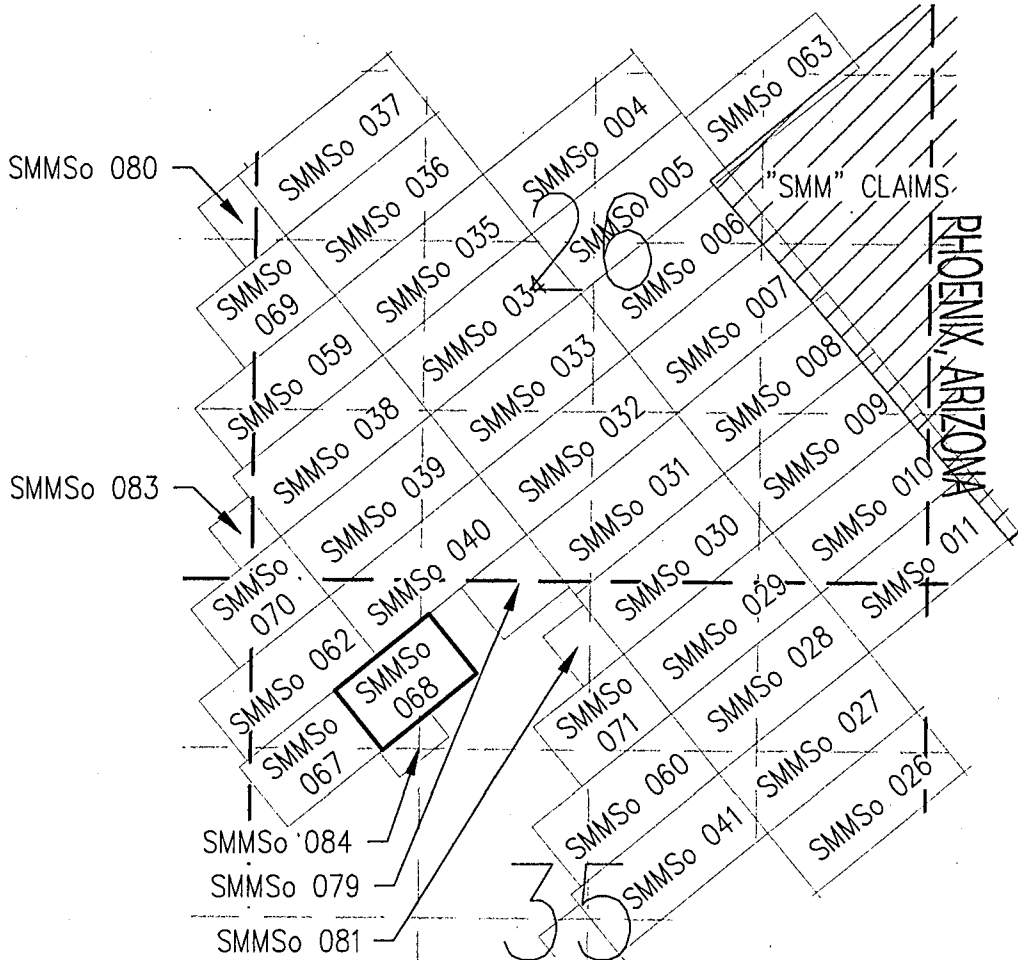 SMMSo 063
SMMSo 037
SMMSo 004
SMMSo 080
SMMSo 036
SMMSo 005
"SMM" CLAIMS
PHOENIX, ARIZONA
26
SMMSo 035
SMMSo 006
SMMSo
069
SMMSo 034
SMMSo 007
SMMSo 059
SMMSo 033
SMMSo 008
SMMSo 038
SMMSo 032
SMMSo 009
SMMSo 083
SMMSo 039
SMMSo 031
SMMSo 010
SMMSo
070
SMMSo 040
SMMSo 030
SMMSo 011
SMMSo 062
SMMSo 029
SMMSo
068
SMMSo 028
SMMSo
067
SMMSo
071
SMMSo 027
SMMSo 060
SMMSo 026
SMMSo 084
SMMSo 041
SMMSo 079
35
SMMSo 081